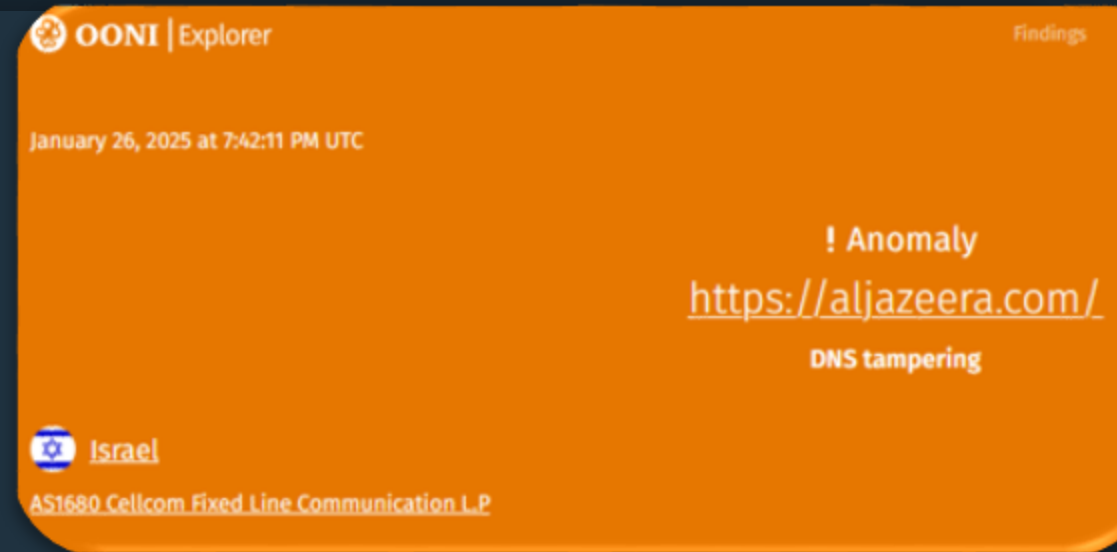 OONI | Explorer
Findings
January 26, 2025 at 7:42:11 PM UTC
! Anomaly
https://aljazeera.com/
DNS tampering
Israel
AS1680 Cellcom Fixed Line Communication L.P